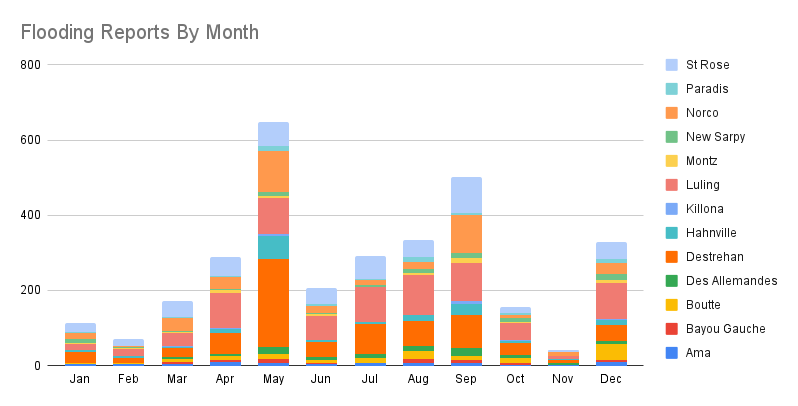 Flooding Reports By Month
800
600
400
200
0
Jan Feb Mar Apr May Jun Jul Aug Sep Oct Nov Dec
St Rose
Paradis
Norco
New Sarpy
Montz
Luling
Killona
Hahnville
Destrehan
Des Allemandes
Boutte
Bayou Gauche
Ama